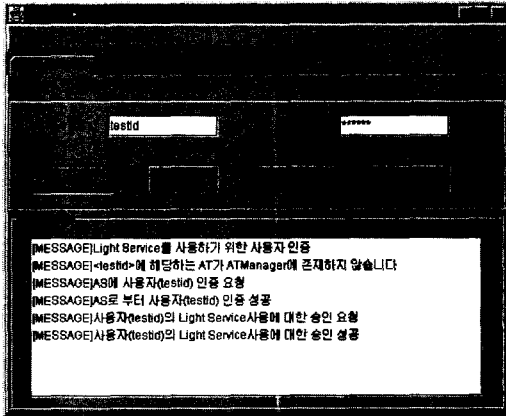 testid
******
[MESSAGE]Light Service를 사용하기 위한 사용자 인증
[MESSAGE]<testid>에 해당하는 AT가 ATManager에 존재하지 않습니다
[MESSAGE]AS에 사용자(testid) 인증 요청
[MESSAGE]AS로 부터 사용자(testid) 인증 성공
[MESSAGE]사용자(testid)의 Light Service사용에 대한 승인 요청
[MESSAGE]사용자(testid)의 Light Service사용에 대한 승인 성공